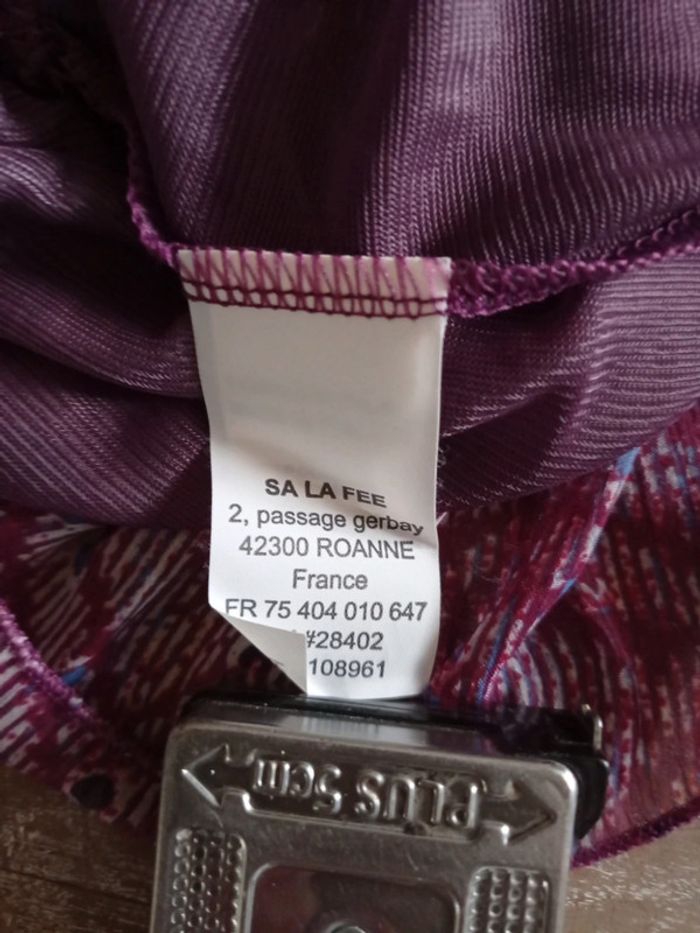 SA LA FEE
2, passage gerbay
42300 ROANNE
France
FR 75 404 010 647
#28402
108961
PLUS 5cm